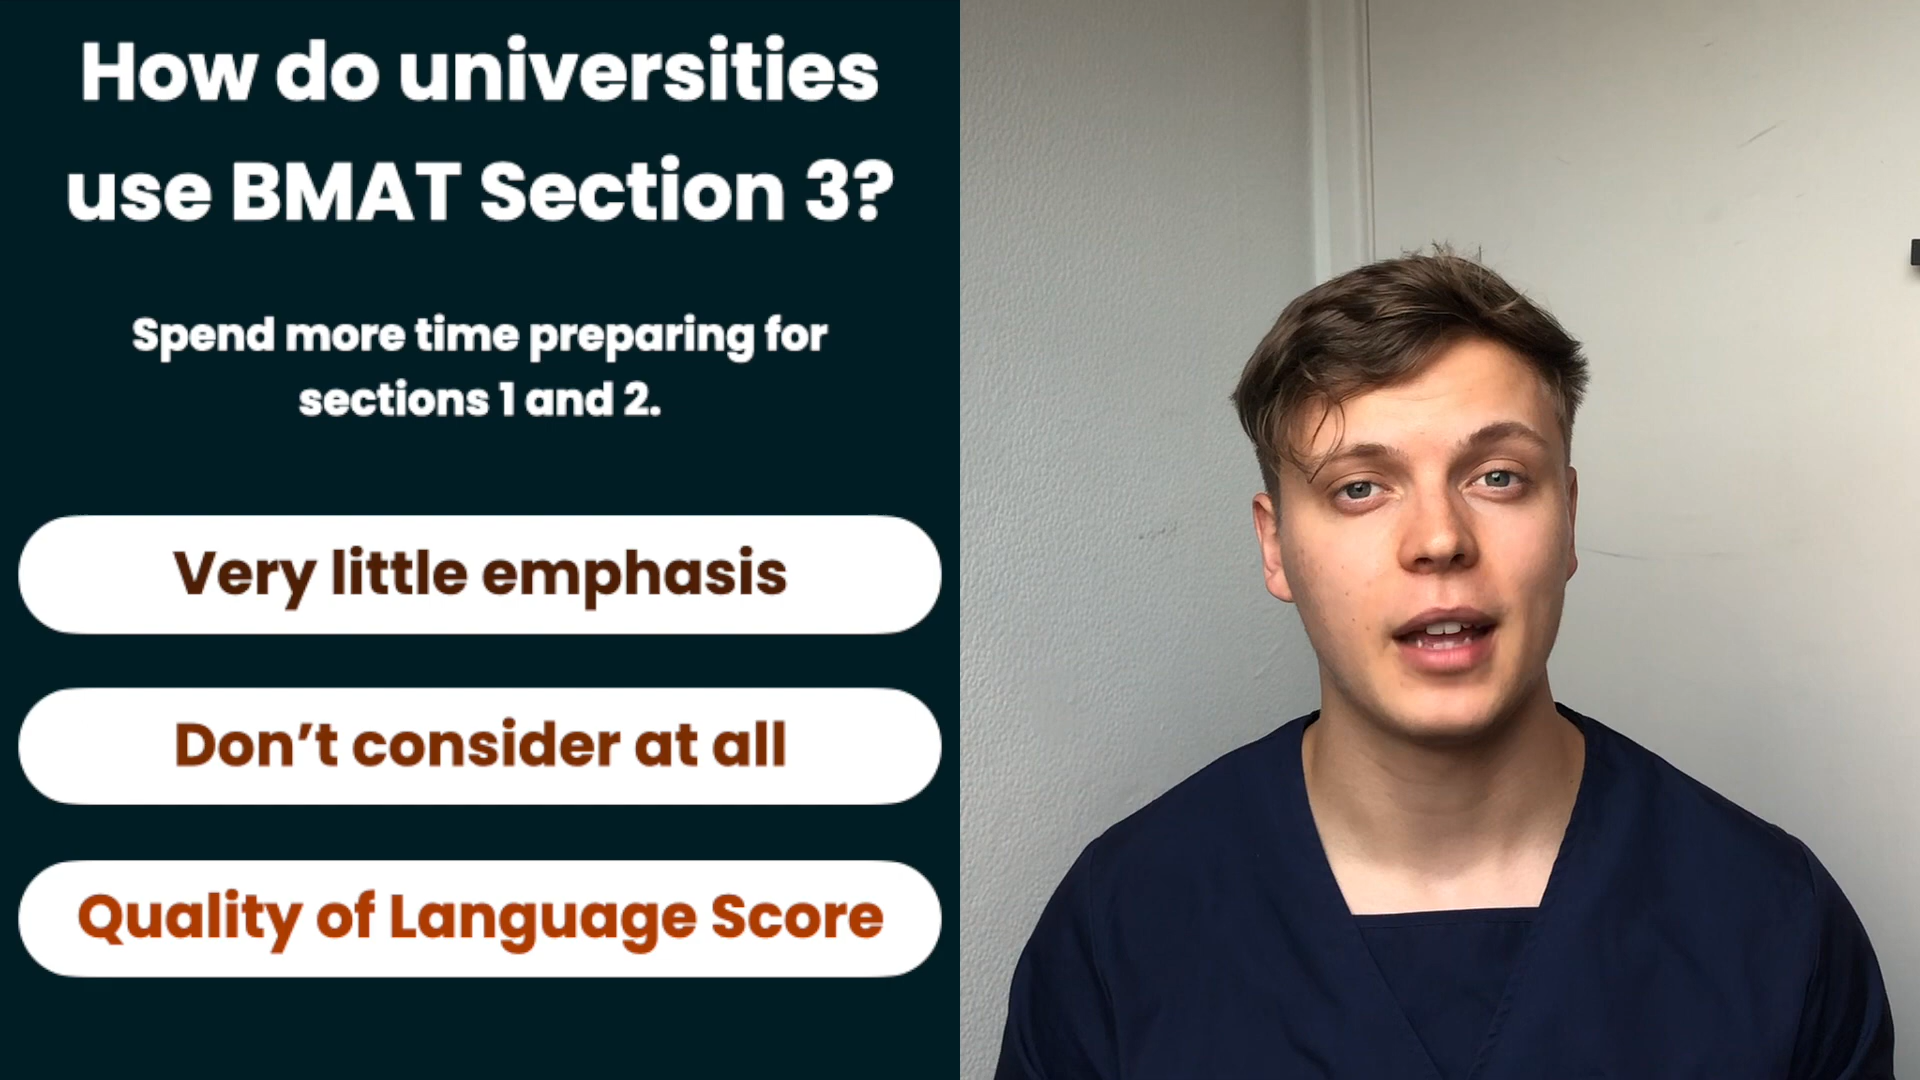 How do universities
use BMAT Section 3?
Spend more time preparing for
sections 1 and 2.
Very little emphasis
Don’t consider at all
Quality of Language Score